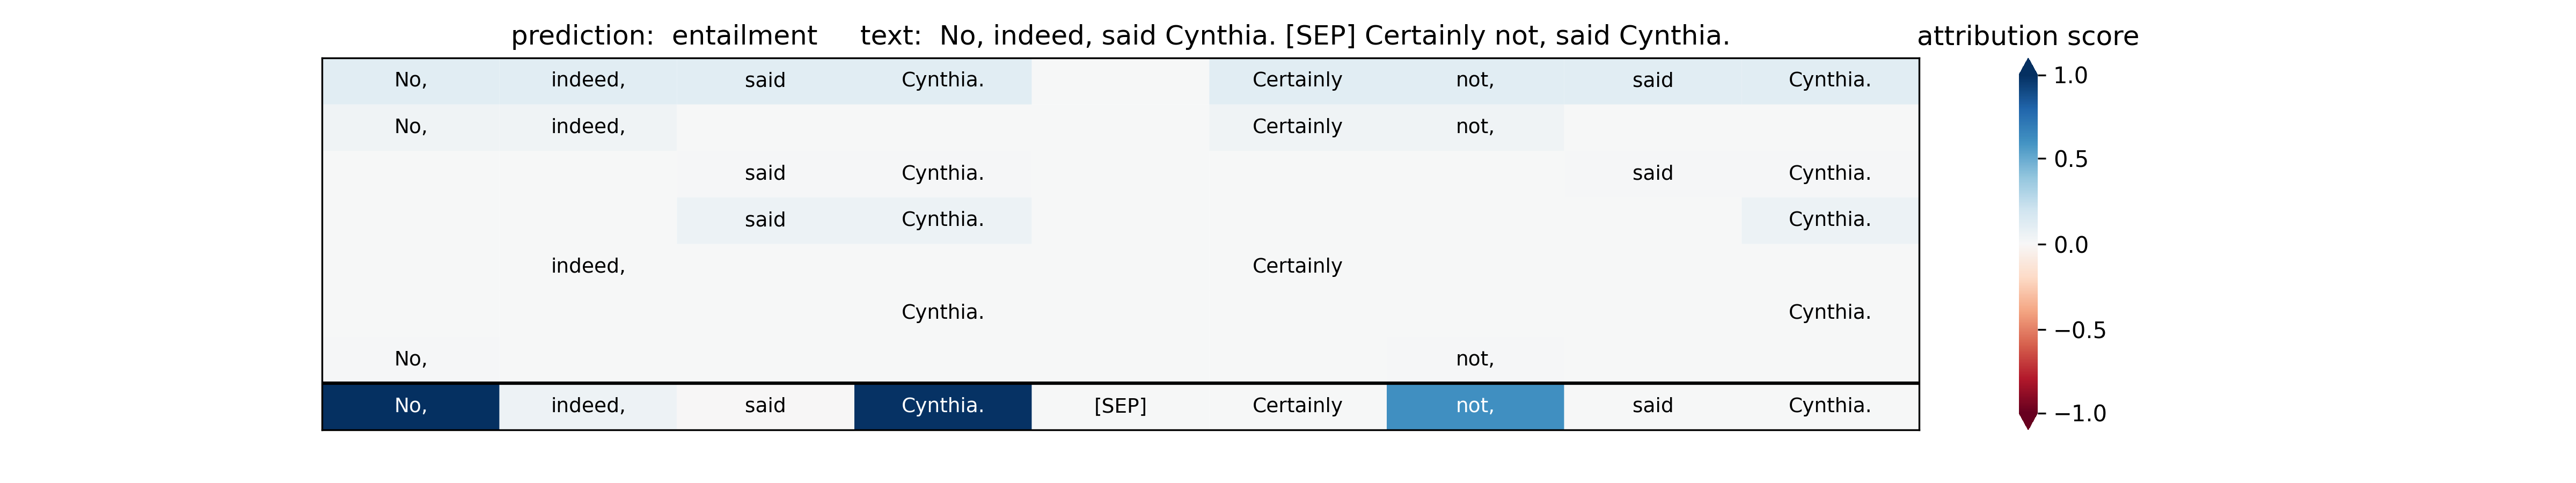 prediction: entailment text: No, indeed, said Cynthia. [SEP] Certainly not, said Cynthia. attribution score
No, indeed, said Cynthia. Certainly not, said Cynthia.
No, indeed, Certainly not,
said Cynthia. said Cynthia.
said Cynthia. Cynthia.
indeed, Certainly
Cynthia. Cynthia.
No, not,
No, indeed, said Cynthia. [SEP] Certainly not, said Cynthia.
1.0
0.5
0.0
−0.5
−1.0